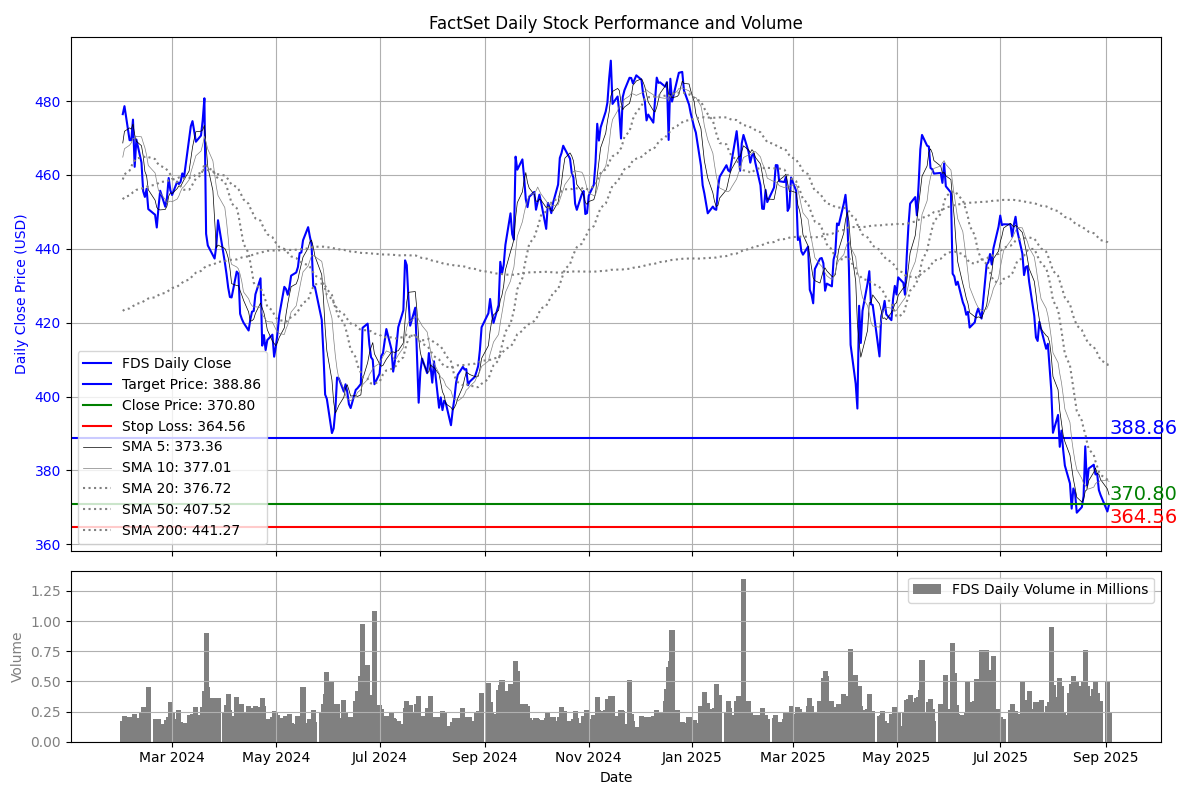 FactSet Daily Stock Performance and Volume
Daily Close Price (USD)
480
460
440
420
400
380
360
FDS Daily Close
Target Price: 388.86
Close Price: 370.80
Stop Loss: 364.56
SMA 5: 373.36
SMA 10: 377.01
SMA 20: 376.72
SMA 50: 407.52
SMA 200: 441.27
388.86
370.80
364.56
Volume
1.25
1.00
0.75
0.50
0.25
0.00
FDS Daily Volume in Millions
Mar 2024 May 2024 Jul 2024 Sep 2024 Nov 2024 Jan 2025 Mar 2025 May 2025 Jul 2025 Sep 2025
Date